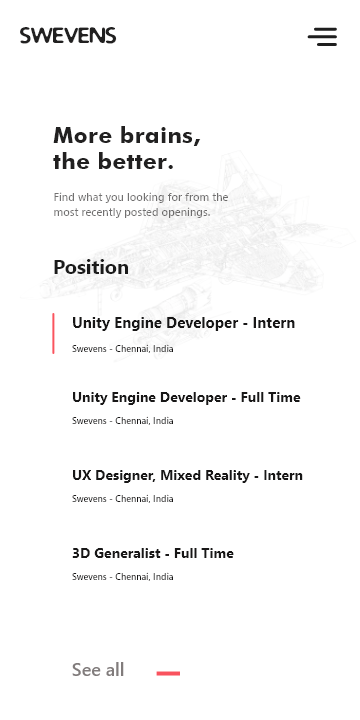 SWEVENS
More brains,
the better.
Find what you looking for from the
most recently posted openings.
Position
Unity Engine Developer - Intern
Swevens - Chennai, India
Unity Engine Developer - Full Time
Swevens - Chennai, India
UX Designer, Mixed Reality - Intern
Swevens - Chennai, India
3D Generalist - Full Time
Swevens - Chennai, India
See all